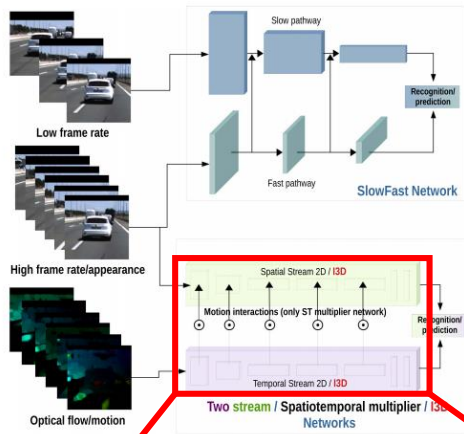 Slow pathway
Low frame rate
Recognition/
prediction
Fast pathway
SlowFast Network
High frame rate/appearance
Spatial Stream 2D / I3D
Motion interactions (only ST multiplier network)
Recognition/
prediction
Temporal Stream 2D / I3D
Optical flow/motion
Two stream / Spatiotemporal multiplier / I3D
Networks